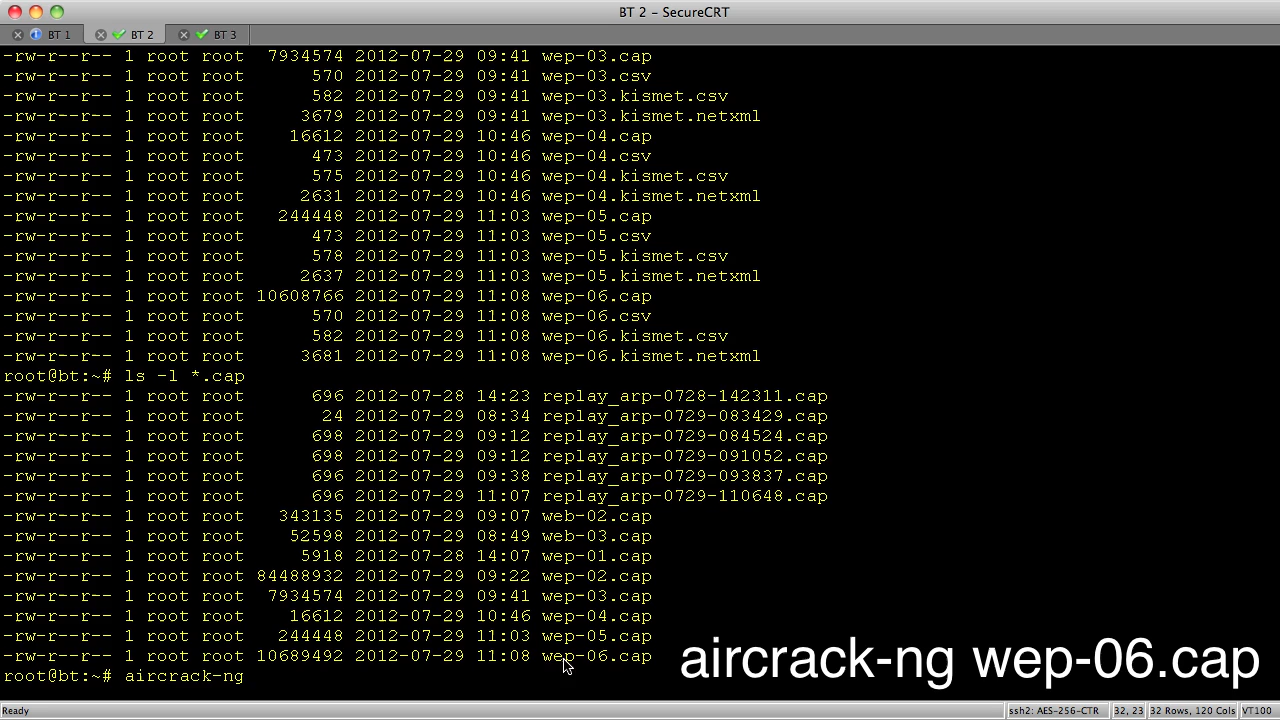 BT 2 – SecureCRT
BT 1 BT 2 BT 3
-rw-r--r-- 1 root root  7934574 2012-07-29 09:41 wep-03.cap
-rw-r--r-- 1 root root      570 2012-07-29 09:41 wep-03.csv
-rw-r--r-- 1 root root      582 2012-07-29 09:41 wep-03.kismet.csv
-rw-r--r-- 1 root root     3679 2012-07-29 09:41 wep-03.kismet.netxml
-rw-r--r-- 1 root root    16612 2012-07-29 10:46 wep-04.cap
-rw-r--r-- 1 root root      473 2012-07-29 10:46 wep-04.csv
-rw-r--r-- 1 root root      575 2012-07-29 10:46 wep-04.kismet.csv
-rw-r--r-- 1 root root     2631 2012-07-29 10:46 wep-04.kismet.netxml
-rw-r--r-- 1 root root   244448 2012-07-29 11:03 wep-05.cap
-rw-r--r-- 1 root root      473 2012-07-29 11:03 wep-05.csv
-rw-r--r-- 1 root root      578 2012-07-29 11:03 wep-05.kismet.csv
-rw-r--r-- 1 root root     2637 2012-07-29 11:03 wep-05.kismet.netxml
-rw-r--r-- 1 root root 10608766 2012-07-29 11:08 wep-06.cap
-rw-r--r-- 1 root root      570 2012-07-29 11:08 wep-06.csv
-rw-r--r-- 1 root root      582 2012-07-29 11:08 wep-06.kismet.csv
-rw-r--r-- 1 root root     3681 2012-07-29 11:08 wep-06.kismet.netxml
root@bt:~# ls -l *.cap
-rw-r--r-- 1 root root      696 2012-07-28 14:23 replay_arp-0728-142311.cap
-rw-r--r-- 1 root root       24 2012-07-29 08:34 replay_arp-0729-083429.cap
-rw-r--r-- 1 root root      698 2012-07-29 09:12 replay_arp-0729-084524.cap
-rw-r--r-- 1 root root      698 2012-07-29 09:12 replay_arp-0729-091052.cap
-rw-r--r-- 1 root root      696 2012-07-29 09:38 replay_arp-0729-093837.cap
-rw-r--r-- 1 root root      696 2012-07-29 11:07 replay_arp-0729-110648.cap
-rw-r--r-- 1 root root   343135 2012-07-29 09:07 web-02.cap
-rw-r--r-- 1 root root    52598 2012-07-29 08:49 web-03.cap
-rw-r--r-- 1 root root     5918 2012-07-28 14:07 wep-01.cap
-rw-r--r-- 1 root root 84488932 2012-07-29 09:22 wep-02.cap
-rw-r--r-- 1 root root  7934574 2012-07-29 09:41 wep-03.cap
-rw-r--r-- 1 root root    16612 2012-07-29 10:46 wep-04.cap
-rw-r--r-- 1 root root   244448 2012-07-29 11:03 wep-05.cap
-rw-r--r-- 1 root root 10689492 2012-07-29 11:08 wep-06.cap
root@bt:~# aircrack-ng
aircrack-ng wep-06.cap
Ready ssh2: AES-256-CTR 32, 23 32 Rows, 120 Cols VT100